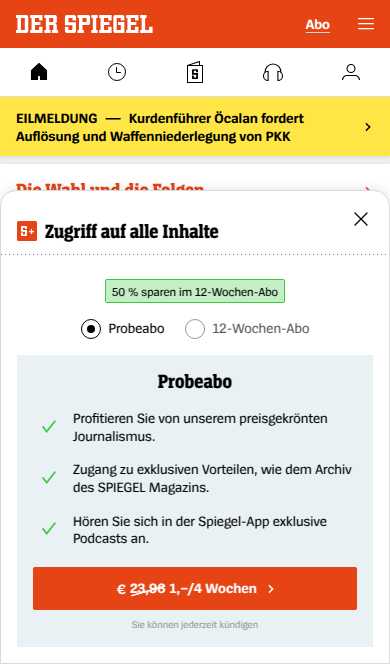 DER SPIEGEL
Abo
EILMELDUNG — Kurdenführer Öcalan fordert
Auflösung und Waffenniederlegung von PKK
Die Wahl und die Folgen
S+ Zugriff auf alle Inhalte
50 % sparen im 12-Wochen-Abo
Probeabo
12-Wochen-Abo
Probeabo
Profitieren Sie von unserem preisgekrönten
Journalismus.
Zugang zu exklusiven Vorteilen, wie dem Archiv
des SPIEGEL Magazins.
Hören Sie sich in der Spiegel-App exklusive
Podcasts an.
€ 23,96 1,–/4 Wochen
Sie können jederzeit kündigen